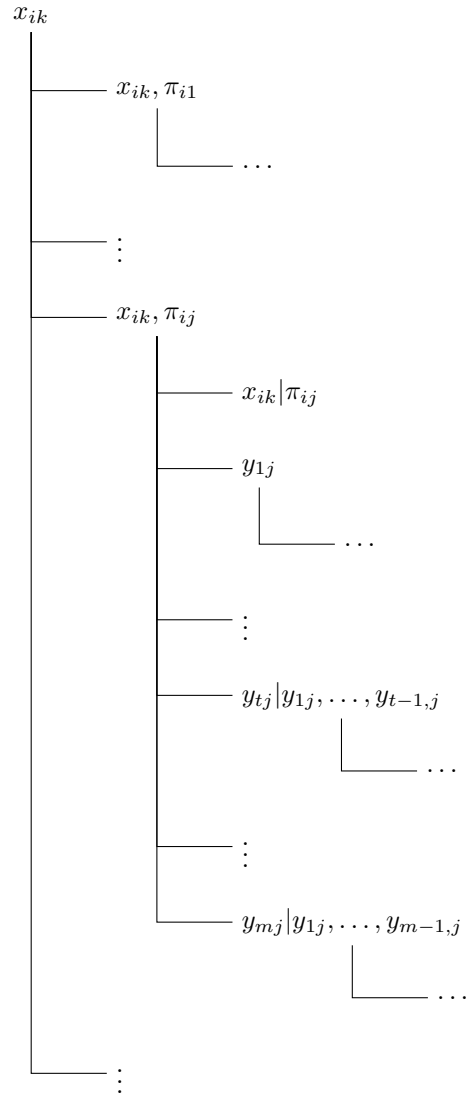 x_{ik}
x_{ik}, π_{i1}
⋯
⋮
x_{ik}, π_{ij}
x_{ik}|π_{ij}
y_{1j}
⋯
⋮
y_{tj}|y_{1j}, …, y_{t−1,j}
⋯
⋮
y_{mj}|y_{1j}, …, y_{m−1,j}
⋯
⋮